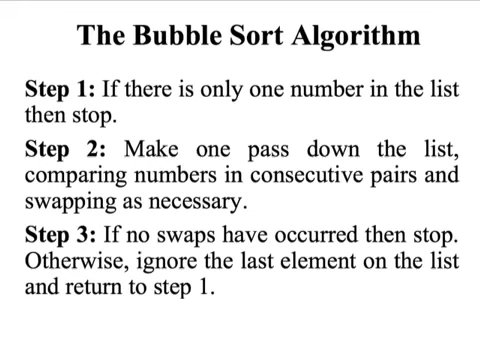 The Bubble Sort Algorithm
Step 1: If there is only one number in the list
then stop.
Step 2: Make one pass down the list,
comparing numbers in consecutive pairs and
swapping as necessary.
Step 3: If no swaps have occurred then stop.
Otherwise, ignore the last element on the list
and return to step 1.